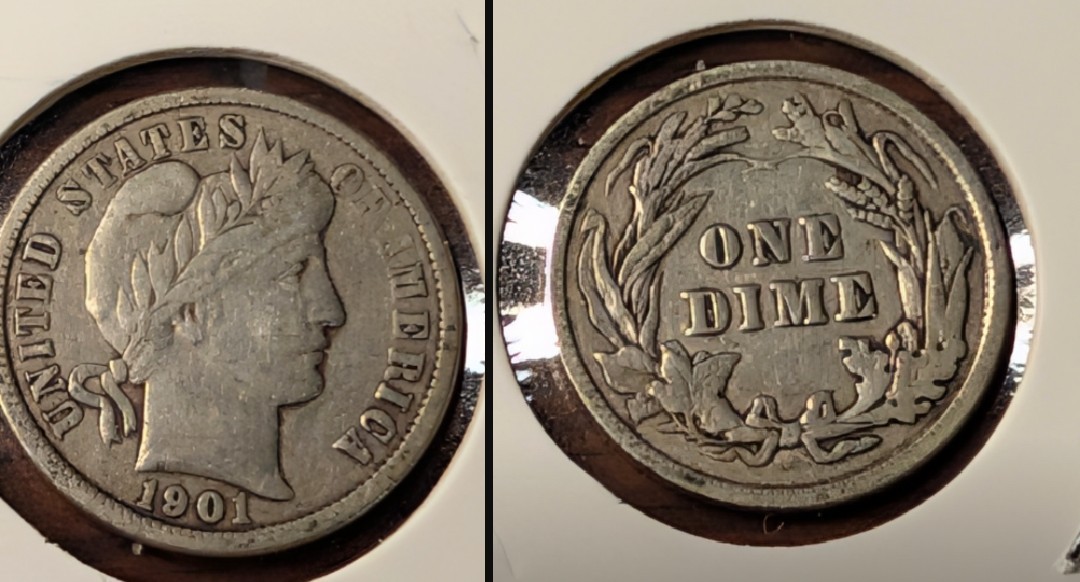 UNITED STATES OF AMERICA
1901
ONE
DIME